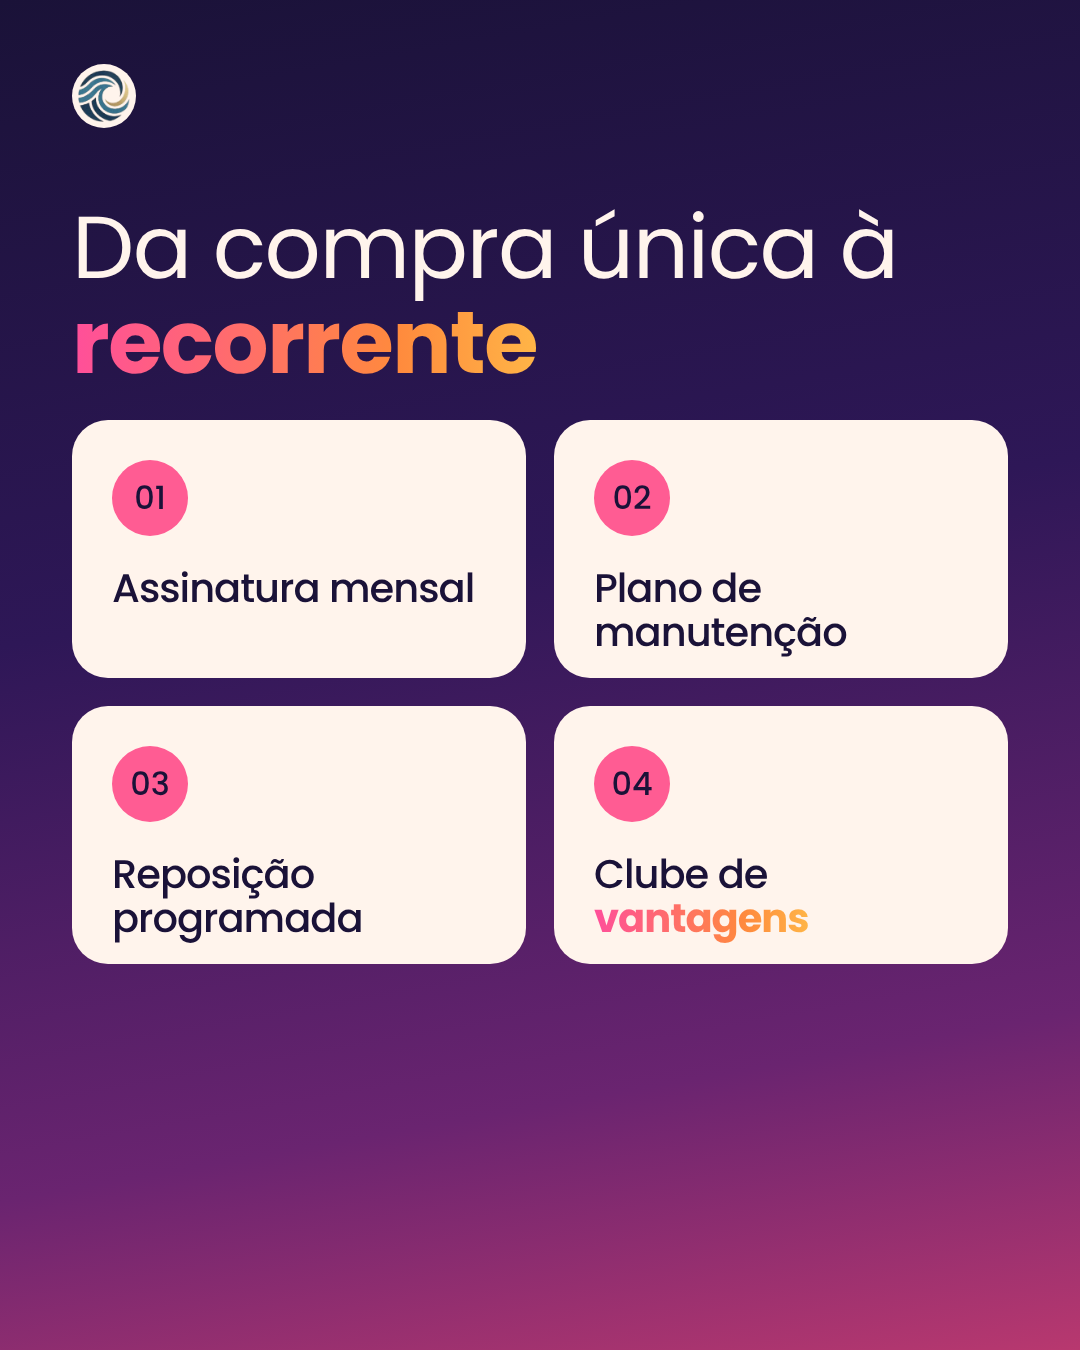 Da compra única à
recorrente
01
Assinatura mensal
02
Plano de
manutenção
03
Reposição
programada
04
Clube de
vantagens